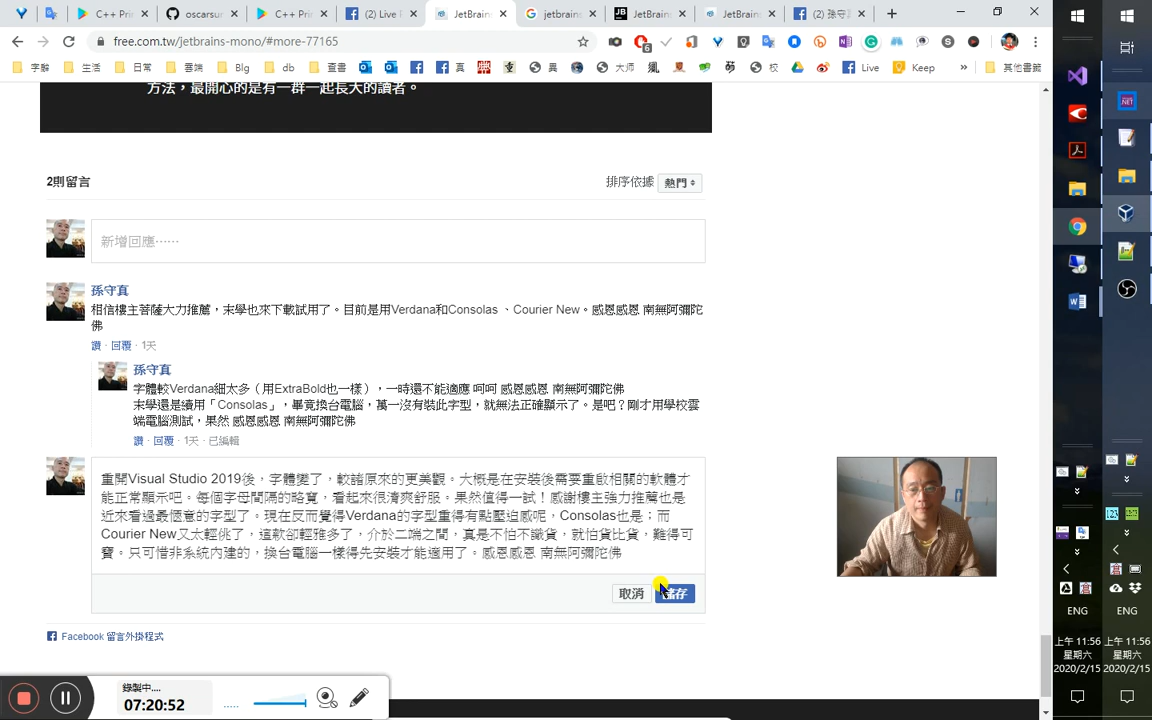 C++ Prim
oscarsun
C++ Prim
(2) Live
JetBrains
jetbrains
JetBrain
JetBrain
(2) 孫守真
free.com.tw/jetbrains-mono/#more-77165
6
字辭
生活
日常
雲端
Blg
db
查書
真
異
大师
校
Live
Keep
»
其他書籤
方法，最開心的是有一群一起長大的讀者。
2則留言
排序依據 熱門
新增回應……
孫守真
相信樓主菩薩大力推薦，末學也來下載試用了。目前是用Verdana和Consolas 、Courier New。感恩感恩 南無阿彌陀
佛
讚 · 回覆 · 1天
孫守真
字體較Verdana細太多（用ExtraBold也一樣），一時還不能適應 呵呵 感恩感恩 南無阿彌陀佛
末學還是續用「Consolas」，畢竟換台電腦，萬一沒有裝此字型，就無法正確顯示了。是吧？剛才用學校雲
端電腦測試，果然 感恩感恩 南無阿彌陀佛
讚 · 回覆 · 1天 · 已編輯
重開Visual Studio 2019後，字體變了，較諸原來的更美觀。大概是在安裝後需要重啟相關的軟體才
能正常顯示吧。每個字母間隔的略寬，看起來很清爽舒服。果然值得一試！感謝樓主強力推薦也是
近來看過最愜意的字型了。現在反而覺得Verdana的字型重得有點壓迫感呢，Consolas也是；而
Courier New又太輕佻了，這款卻輕雅多了，介於二端之間，真是不怕不識貨，就怕貨比貨，難得可
寶。只可惜非系統內建的，換台電腦一樣得先安裝才能適用了。感恩感恩 南無阿彌陀佛
取消
儲存
Facebook 留言外掛程式
錄製中....
07:20:52
ENG
ENG
上午 11:56
上午 11:56
星期六
星期六
2020/2/15
2020/2/15